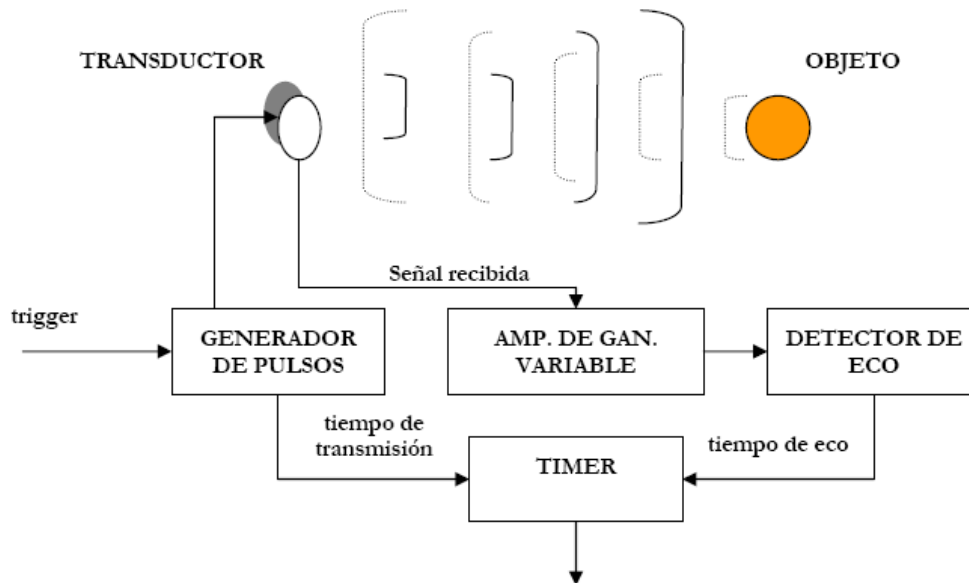 TRANSDUCTOR
OBJETO
Señal recibida
trigger
GENERADOR
DE PULSOS
AMP. DE GAN.
VARIABLE
DETECTOR DE
ECO
tiempo de
transmisión
TIMER
tiempo de eco